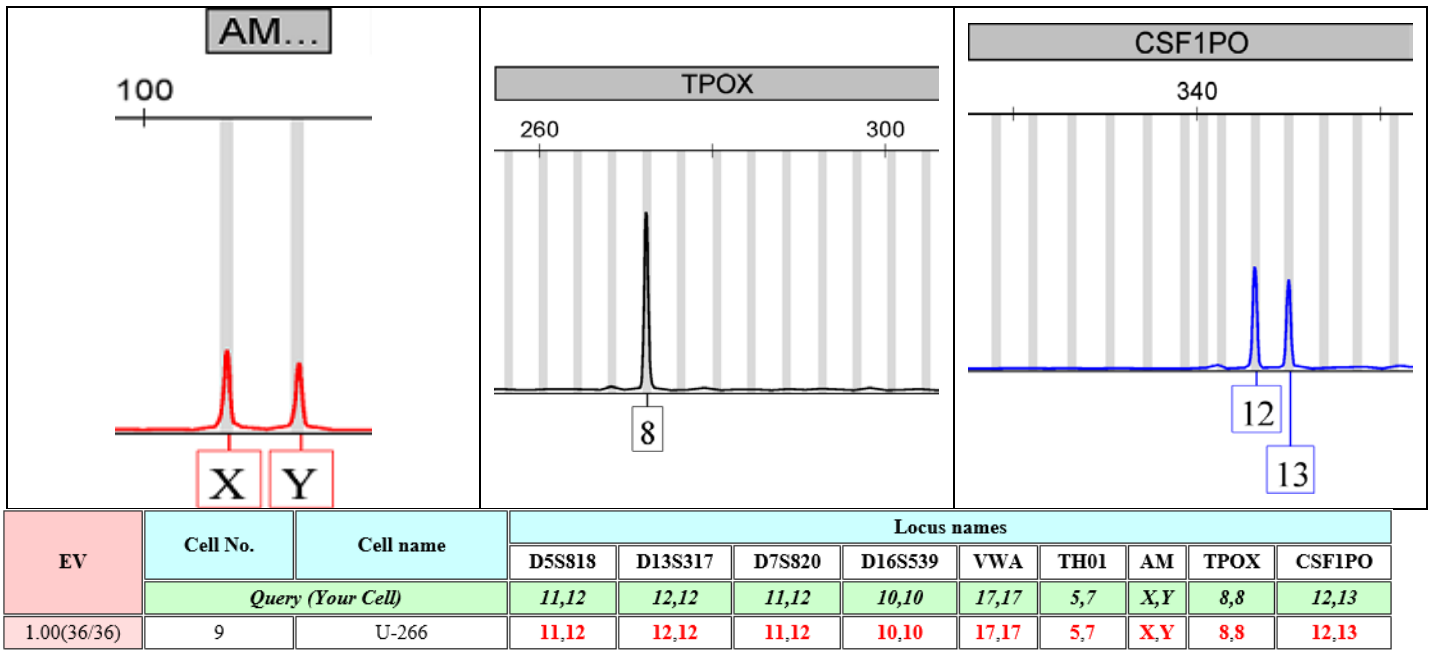 AM...
100
X Y
TPOX
260 300
8
CSF1PO
340
12
13
EV Cell No. Cell name Locus names
D5S818 D13S317 D7S820 D16S539 VWA TH01 AM TPOX CSF1PO
Query (Your Cell) 11,12 12,12 11,12 10,10 17,17 5,7 X,Y 8,8 12,13
1.00(36/36) 9 U-266 11,12 12,12 11,12 10,10 17,17 5,7 X,Y 8,8 12,13